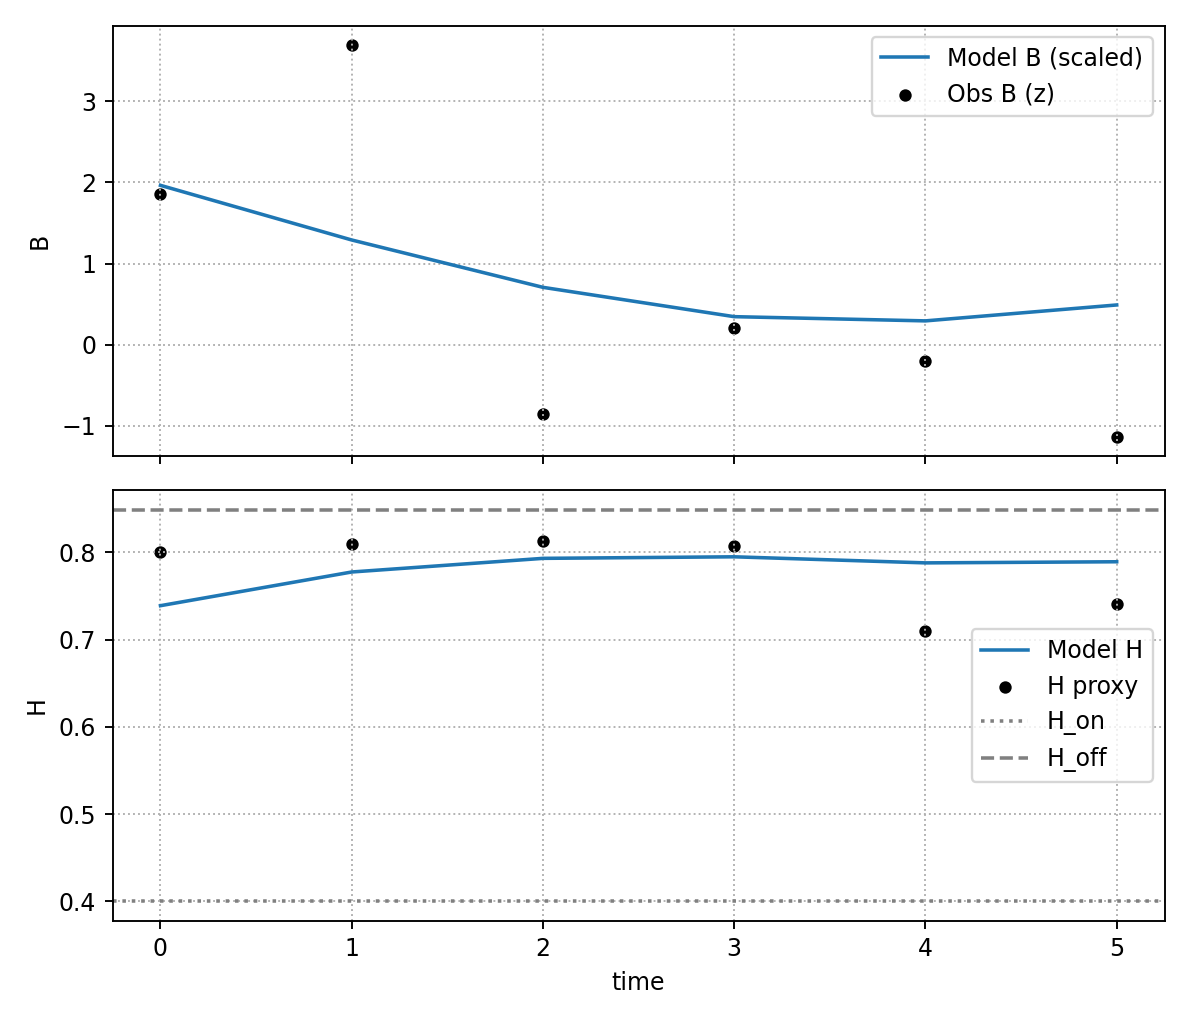 3
2
1
0
−1
B
Model B (scaled)
Obs B (z)
0.8
0.7
0.6
0.5
0.4
H
Model H
H proxy
H_on
H_off
0 1 2 3 4 5
time